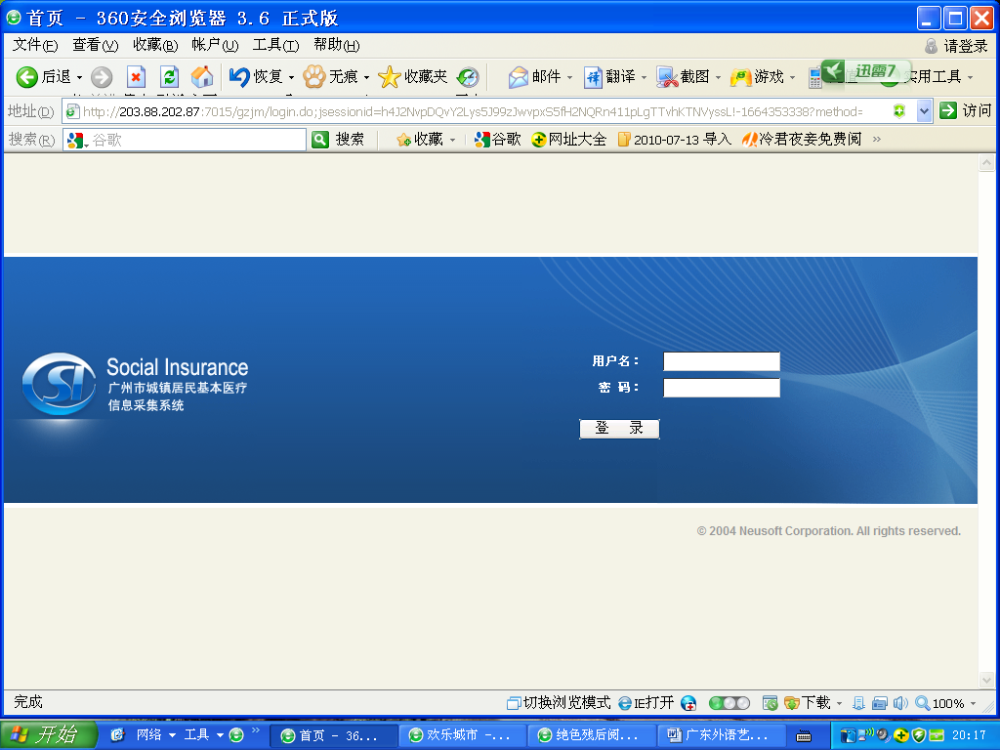 首页 - 360安全浏览器 3.6 正式版
文件(F) 查看(V) 收藏(B) 帐户(U) 工具(T) 帮助(H) 请登录
后退 恢复 无痕 收藏夹 邮件 翻译 截图 游戏 迅雷7 实用工具
地址(D) http://203.88.202.87:7015/gzjm/login.do;jsessionid=h4J2NvpDQvY2Lys5J99zJwvpxS5fH2NQRn411pLgTTvhKTNVyssL!-1664353338?method= 访问
搜索(R) 谷歌 搜索 收藏 谷歌 网址大全 2010-07-13 导入 冷君夜妾免费阅 »
Social Insurance
广州市城镇居民基本医疗
信息采集系统
用户名：
密 码：
登 录
© 2004 Neusoft Corporation. All rights reserved.
完成 切换浏览模式 IE打开 下载 100%
开始 网络 工具 » 首页 - 36... 欢乐城市 -... 绝色残后阅... 广东外语艺... 20:17